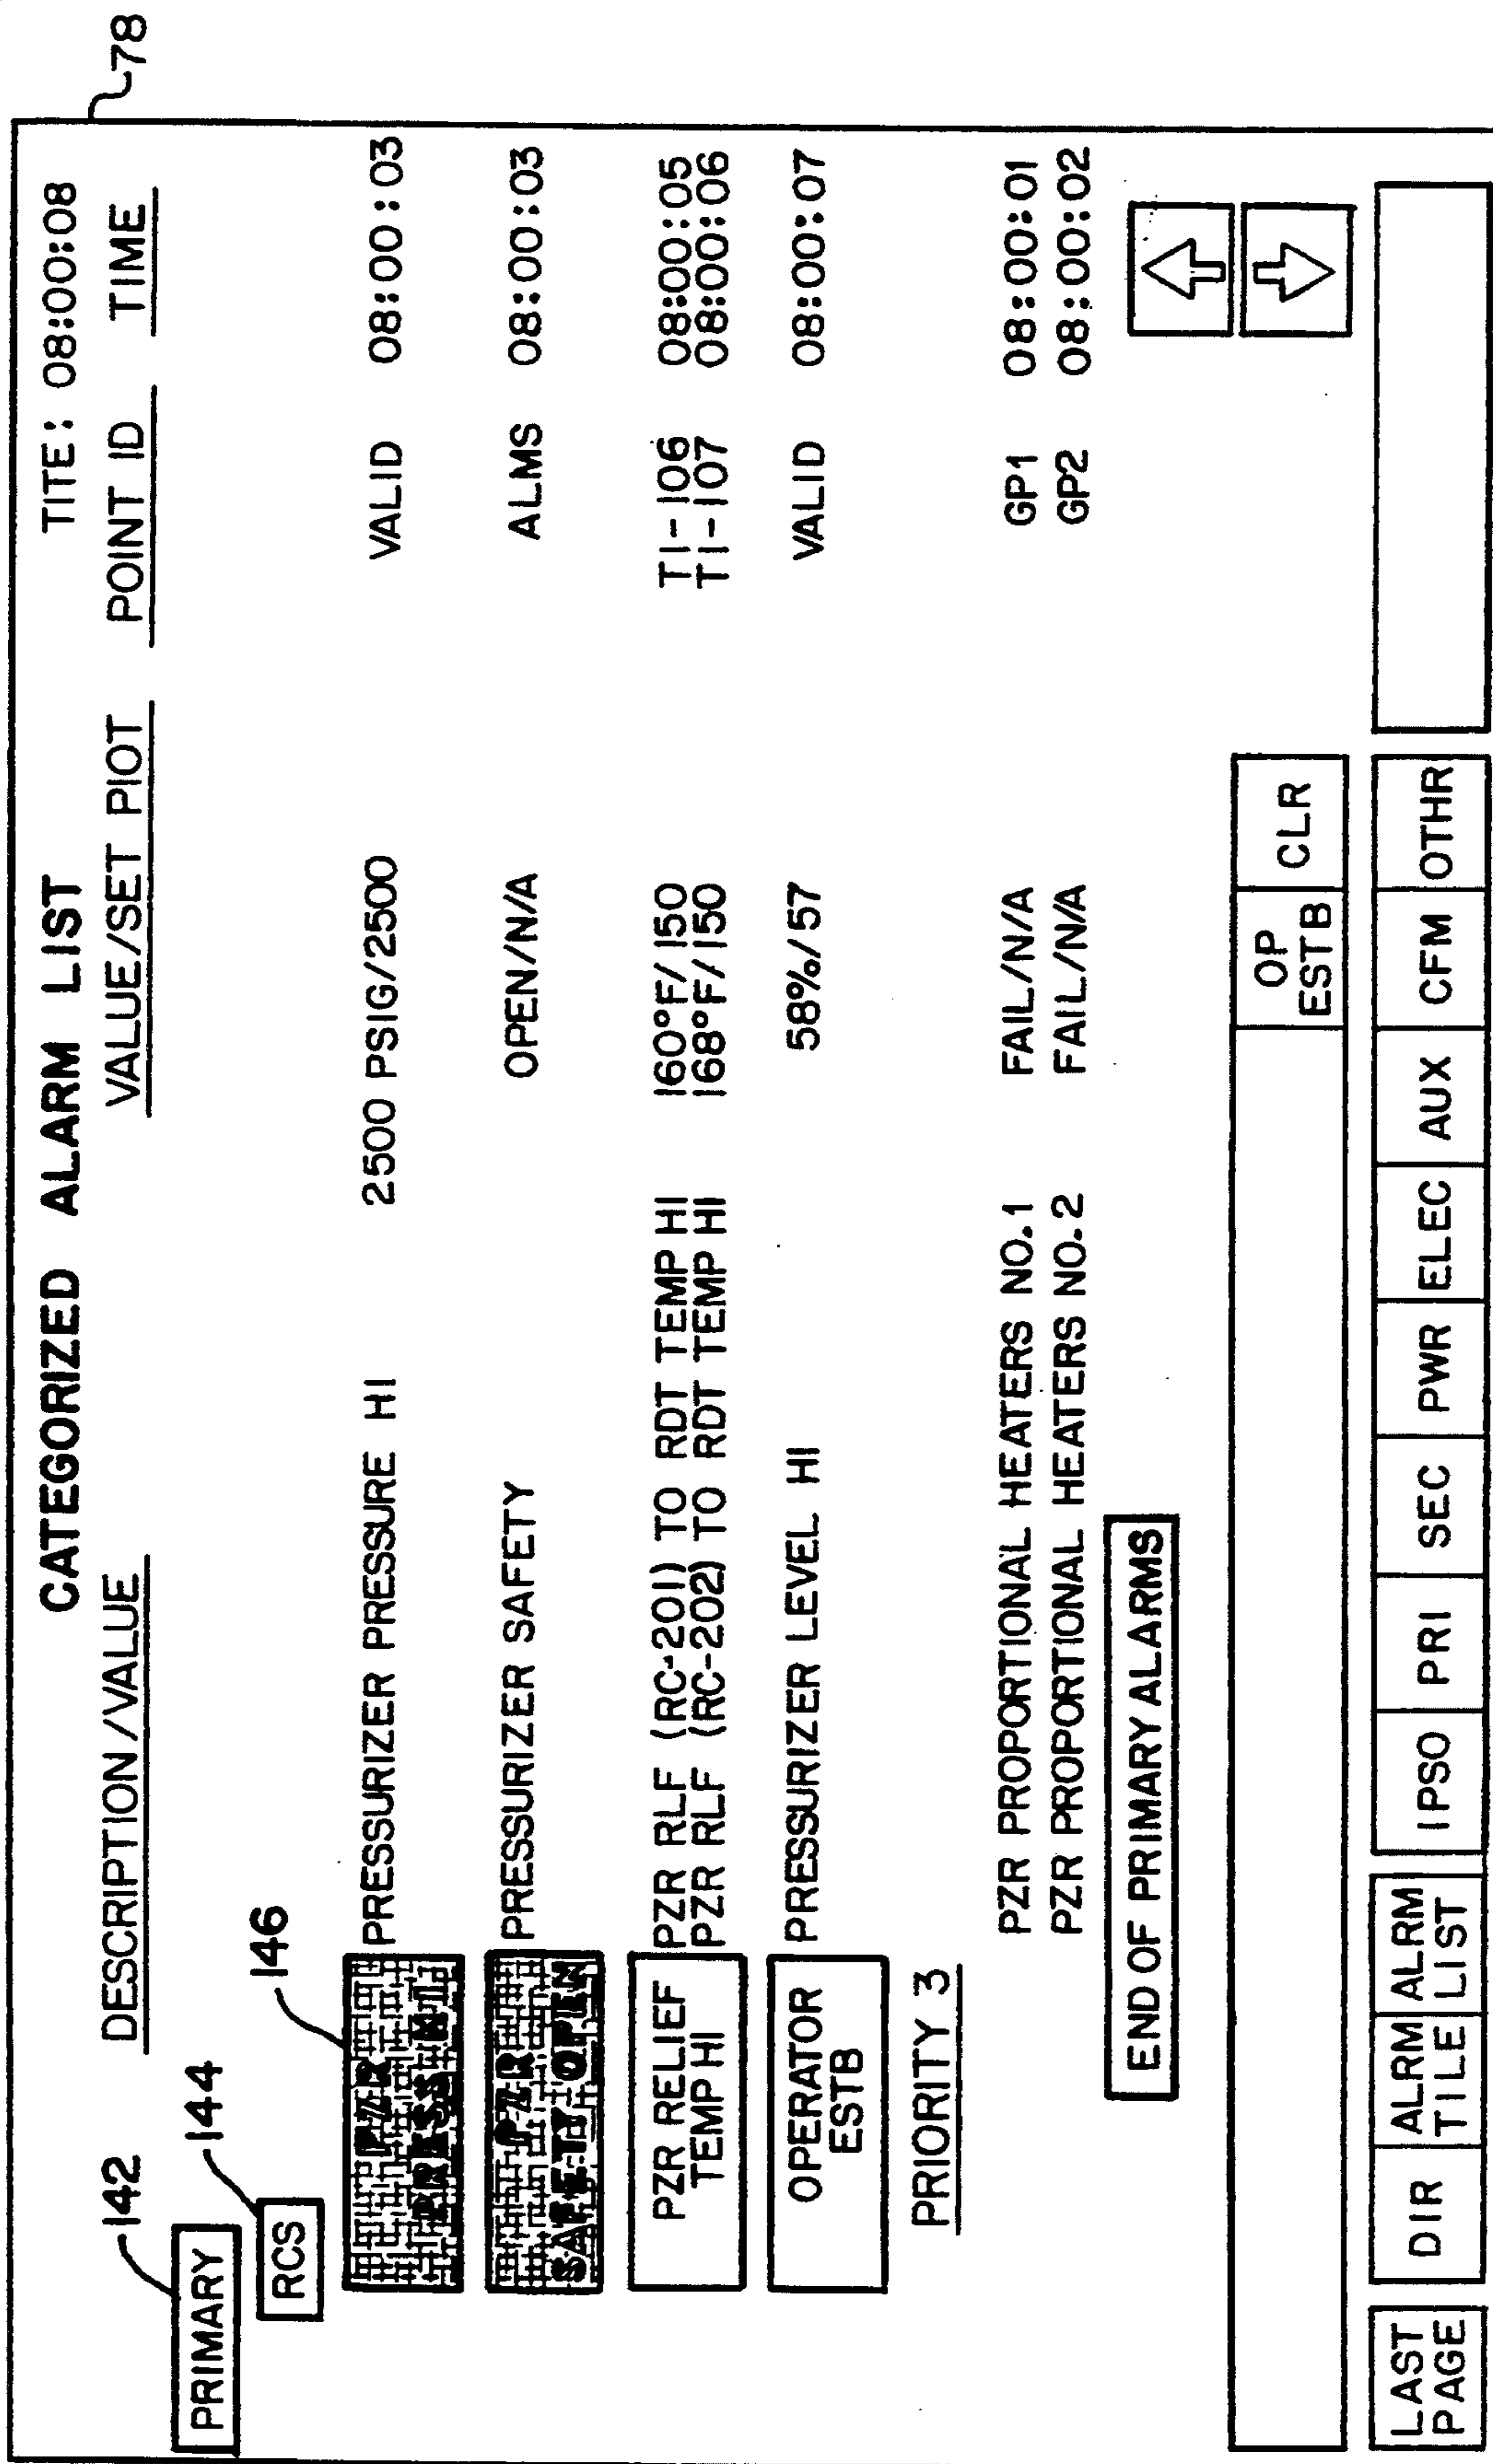 78
CATEGORIZED ALARM LIST TITE: 08:00:08
DESCRIPTION/VALUE VALUE/SET PIOT POINT ID TIME
142
PRIMARY
144
RCS
146
PZR PRESS HI PRESSURIZER PRESSURE HI 2500 PSIG/2500 VALID 08:00:03
PZR SAFETY OPEN PRESSURIZER SAFETY OPEN/N/A ALMS 08:00:03
PZR RELIEF TEMP HI PZR RLF (RC-201) TO RDT TEMP HI 160°F/150 TI-106 08:00:05
PZR RLF (RC-202) TO RDT TEMP HI 168°F/150 TI-107 08:00:06
OPERATOR ESTB PRESSURIZER LEVEL HI 58%/57 VALID 08:00:07
PRIORITY 3
PZR PROPORTIONAL HEATERS NO.1 FAIL/N/A GP1 08:00:01
PZR PROPORTIONAL HEATERS NO.2 FAIL/N/A GP2 08:00:02
END OF PRIMARY ALARMS
OP ESTB CLR
LAST PAGE DIR ALRM TILE ALRM LIST IPSO PRI SEC PWR ELEC AUX CFM OTHR